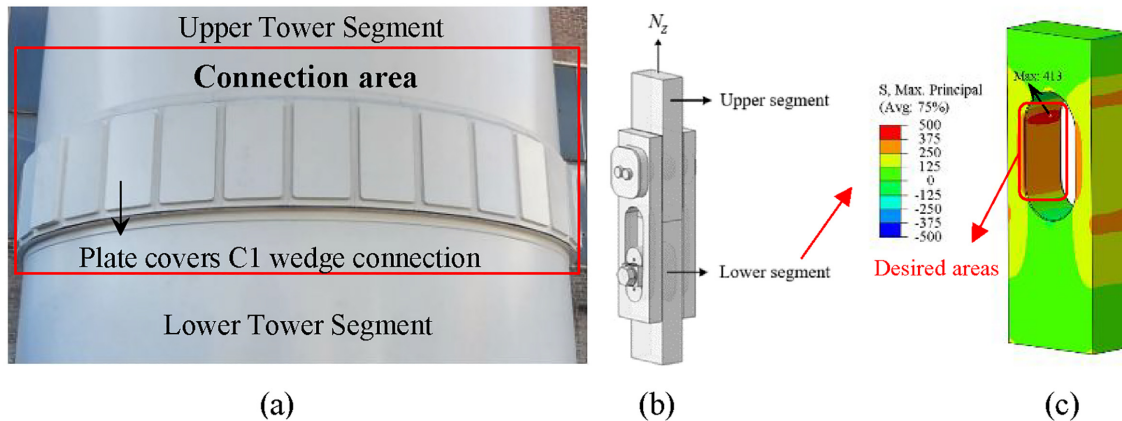 Upper Tower Segment
Connection area
Plate covers C1 wedge connection
Lower Tower Segment
(a)
N_z
Upper segment
Lower segment
(b)
Max: 413
S, Max. Principal
(Avg: 75%)
500
375
250
125
0
-125
-250
-375
-500
Desired areas
(c)